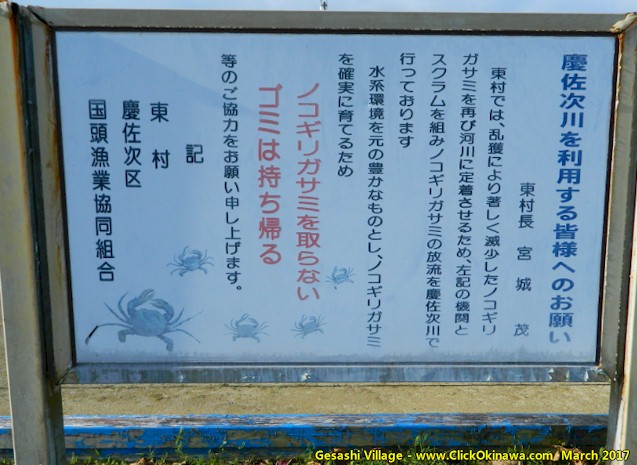 慶佐次川を利用する皆様へのお願い
東村長 宮城 茂
東村では、乱獲により著しく減少したノコギリ
ガザミを再び河川に定着させるため、左記の機関と
スクラムを組みノコギリガサミの放流を慶佐次川で
行っております
水系環境を元の豊かなものとし、ノコギリガサミ
を確実に育てるため
ノコギリガサミを取らない
ゴミは持ち帰る
等のご協力をお願い申し上げます。
記
東村
慶佐次区
国頭漁業協同組合
Gesashi Village - www.ClickOkinawa.com March 2017